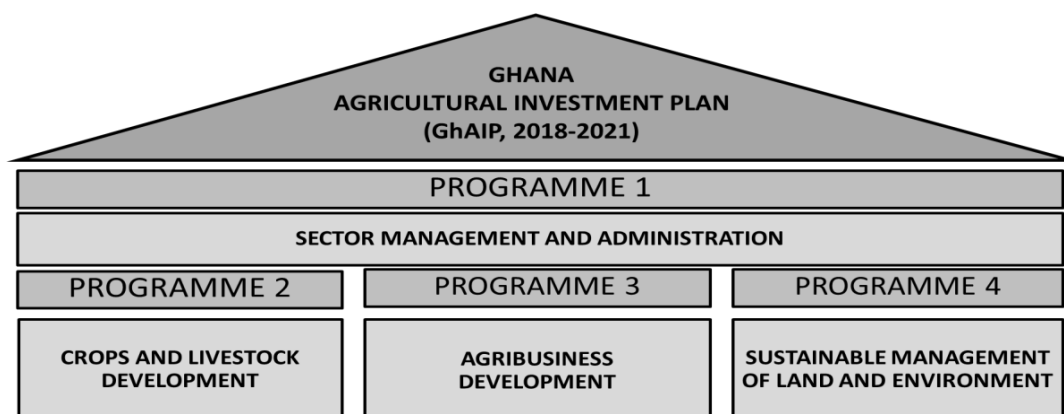 GHANA
AGRICULTURAL INVESTMENT PLAN
(GhAIP, 2018-2021)
PROGRAMME 1
SECTOR MANAGEMENT AND ADMINISTRATION
PROGRAMME 2
CROPS AND LIVESTOCK
DEVELOPMENT
PROGRAMME 3
AGRIBUSINESS
DEVELOPMENT
PROGRAMME 4
SUSTAINABLE MANAGEMENT
OF LAND AND ENVIRONMENT